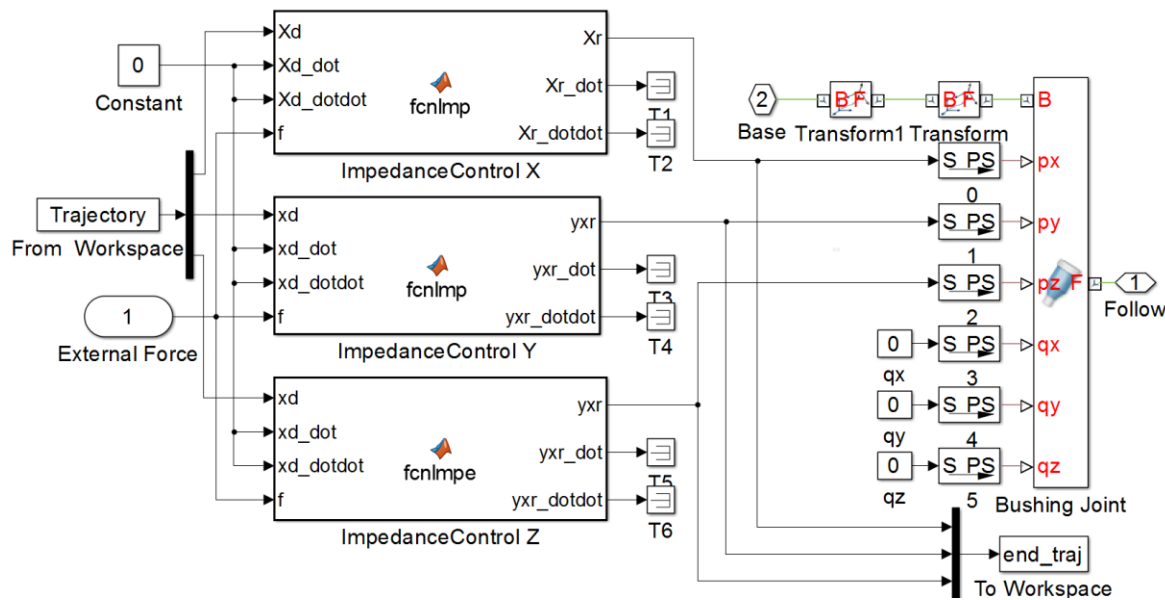 0
Constant
Trajectory
From Workspace
1
External Force
Xd
Xd_dot
Xd_dotdot
f
fcnImp
Xr
Xr_dot
Xr_dotdot
ImpedanceControl X
T1
T2
xd
xd_dot
xd_dotdot
f
fcnImp
yxr
yxr_dot
yxr_dotdot
ImpedanceControl Y
T3
T4
xd
xd_dot
xd_dotdot
f
fcnImpe
yxr
yxr_dot
yxr_dotdot
ImpedanceControl Z
T5
T6
2
Base
B F
Transform1
B F
Transform
S PS
0
S PS
1
S PS
2
0
qx
S PS
3
0
qy
S PS
4
0
qz
S PS
5
B
px
py
pz
F
qx
qy
qz
Bushing Joint
1
Follow
end_traj
To Workspace